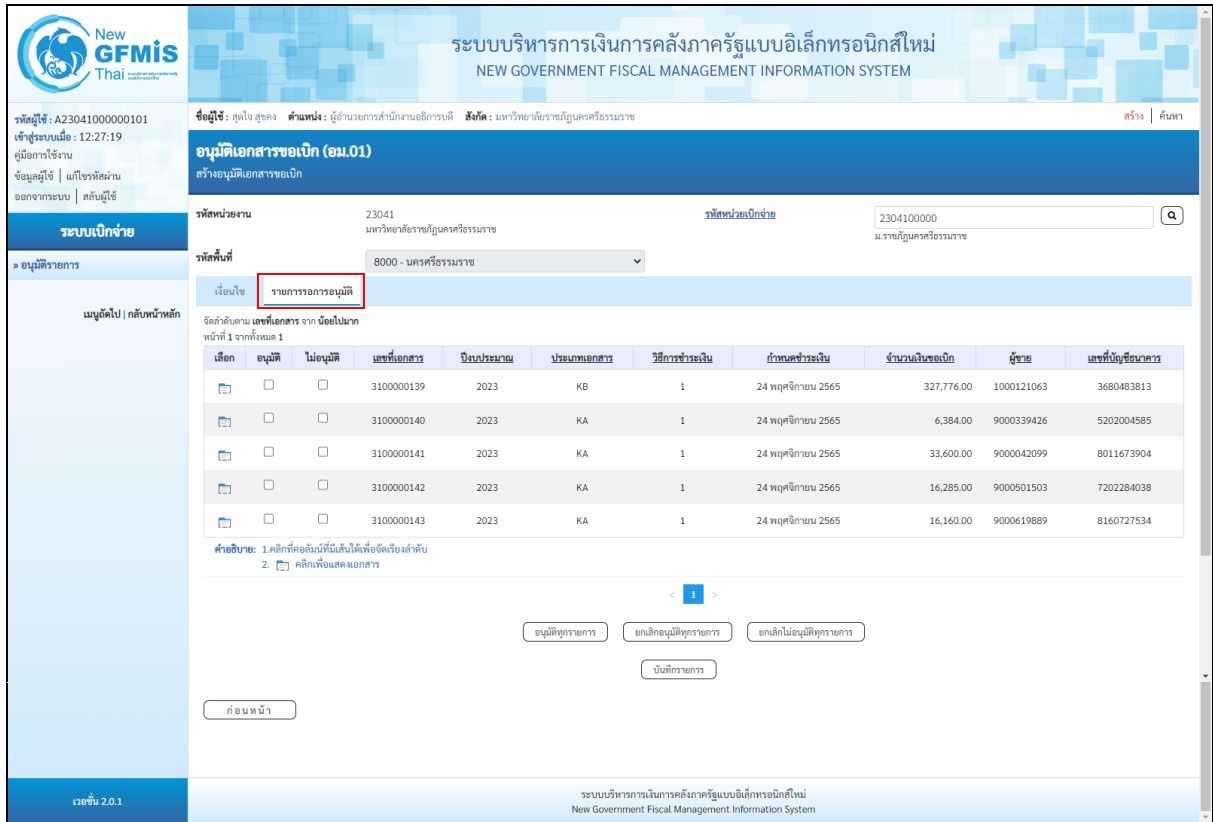 New
GFMIS
Thai
ระบบบริหารการเงินการคลังภาครัฐแบบอิเล็กทรอนิกส์ใหม่
NEW GOVERNMENT FISCAL MANAGEMENT INFORMATION SYSTEM
รหัสผู้ใช้ : A23041000000101
เข้าสู่ระบบเมื่อ : 12:27:19
คู่มือการใช้งาน
ข้อมูลผู้ใช้ | แก้ไขรหัสผ่าน
ออกจากระบบ | สลับผู้ใช้
ระบบเบิกจ่าย
» อนุมัติรายการ
เมนูถัดไป | กลับหน้าหลัก
ชื่อผู้ใช้ : สุดใจ สุขคง ตำแหน่ง : ผู้อำนวยการสำนักงานอธิการบดี สังกัด : มหาวิทยาลัยราชภัฏนครศรีธรรมราช สร้าง | ค้นหา
อนุมัติเอกสารขอเบิก (อม.01)
สร้างอนุมัติเอกสารขอเบิก
รหัสหน่วยงาน 23041 รหัสหน่วยเบิกจ่าย 2304100000
มหาวิทยาลัยราชภัฏนครศรีธรรมราช ม.ราชภัฏนครศรีธรรมราช
รหัสพื้นที่ 8000 - นครศรีธรรมราช
เงื่อนไข รายการรอการอนุมัติ
จัดลำดับตาม เลขที่เอกสาร จาก น้อยไปมาก
หน้าที่ 1 จากทั้งหมด 1
เลือก อนุมัติ ไม่อนุมัติ เลขที่เอกสาร ปีงบประมาณ ประเภทเอกสาร วิธีการชำระเงิน กำหนดชำระเงิน จำนวนเงินขอเบิก ผู้ขาย เลขที่บัญชีธนาคาร
3100000139 2023 KB 1 24 พฤศจิกายน 2565 327,776.00 1000121063 3680483813
3100000140 2023 KA 1 24 พฤศจิกายน 2565 6,384.00 9000339426 5202004585
3100000141 2023 KA 1 24 พฤศจิกายน 2565 33,600.00 9000042099 8011673904
3100000142 2023 KA 1 24 พฤศจิกายน 2565 16,285.00 9000501503 7202284038
3100000143 2023 KA 1 24 พฤศจิกายน 2565 16,160.00 9000619889 8160727534
คำอธิบาย: 1.คลิกที่คอลัมน์ที่มีเส้นใต้เพื่อจัดเรียงลำดับ
2. คลิกเพื่อแสดงเอกสาร
< 1 >
อนุมัติทุกรายการ ยกเลิกอนุมัติทุกรายการ ยกเลิกไม่อนุมัติทุกรายการ
บันทึกรายการ
ก่อนหน้า
เวอชั่น 2.0.1
ระบบบริหารการเงินการคลังภาครัฐแบบอิเล็กทรอนิกส์ใหม่
New Government Fiscal Management Information System